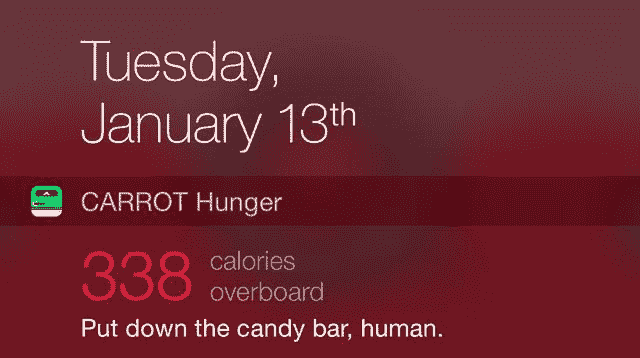 Tuesday,
January 13th
CARROT Hunger
338 calories
overboard
Put down the candy bar, human.